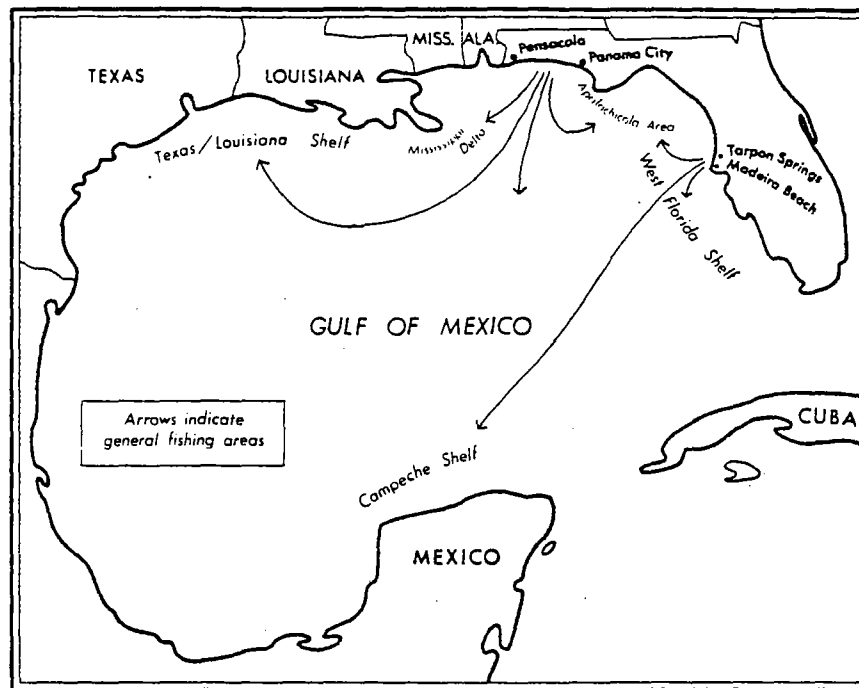 MISS.
ALA.
Pensacola
Panama City
TEXAS
LOUISIANA
Apalachicola Area
Texas/Louisiana Shelf
Mississippi
Delta
Tarpon Springs
Madeira Beach
West Florida Shelf
GULF OF MEXICO
Arrows indicate
general fishing areas
CUBA
Campeche Shelf
MEXICO